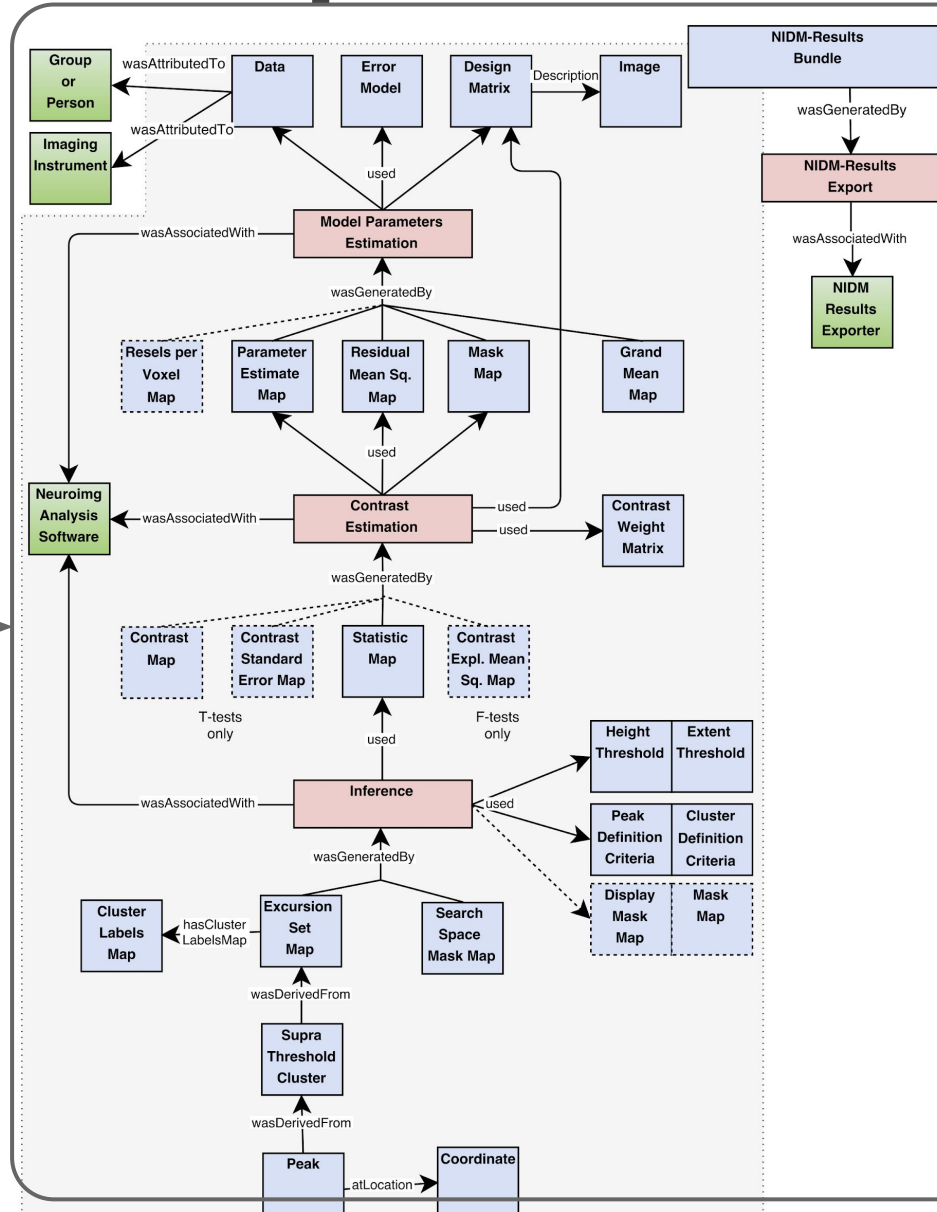 NIDM-Results
Bundle
wasGeneratedBy
NIDM-Results
Export
wasAssociatedWith
NIDM
Results
Exporter
Group
or
Person
wasAttributedTo
Imaging
Instrument
wasAttributedTo
Data
Error
Model
Design
Matrix
Description
Image
used
Model Parameters
Estimation
wasAssociatedWith
wasGeneratedBy
Resels per
Voxel
Map
Parameter
Estimate
Map
Residual
Mean Sq.
Map
Mask
Map
Grand
Mean
Map
used
Neuroimg
Analysis
Software
wasAssociatedWith
Contrast
Estimation
used
used
Contrast
Weight
Matrix
wasGeneratedBy
Contrast
Map
Contrast
Standard
Error Map
Statistic
Map
Contrast
Expl. Mean
Sq. Map
T-tests
only
F-tests
only
used
Height
Threshold
Extent
Threshold
wasAssociatedWith
Inference
used
Peak
Definition
Criteria
Cluster
Definition
Criteria
Display
Mask
Map
Mask
Map
wasGeneratedBy
Cluster
Labels
Map
hasCluster
LabelsMap
Excursion
Set
Map
Search
Space
Mask Map
wasDerivedFrom
Supra
Threshold
Cluster
wasDerivedFrom
Peak
atLocation
Coordinate